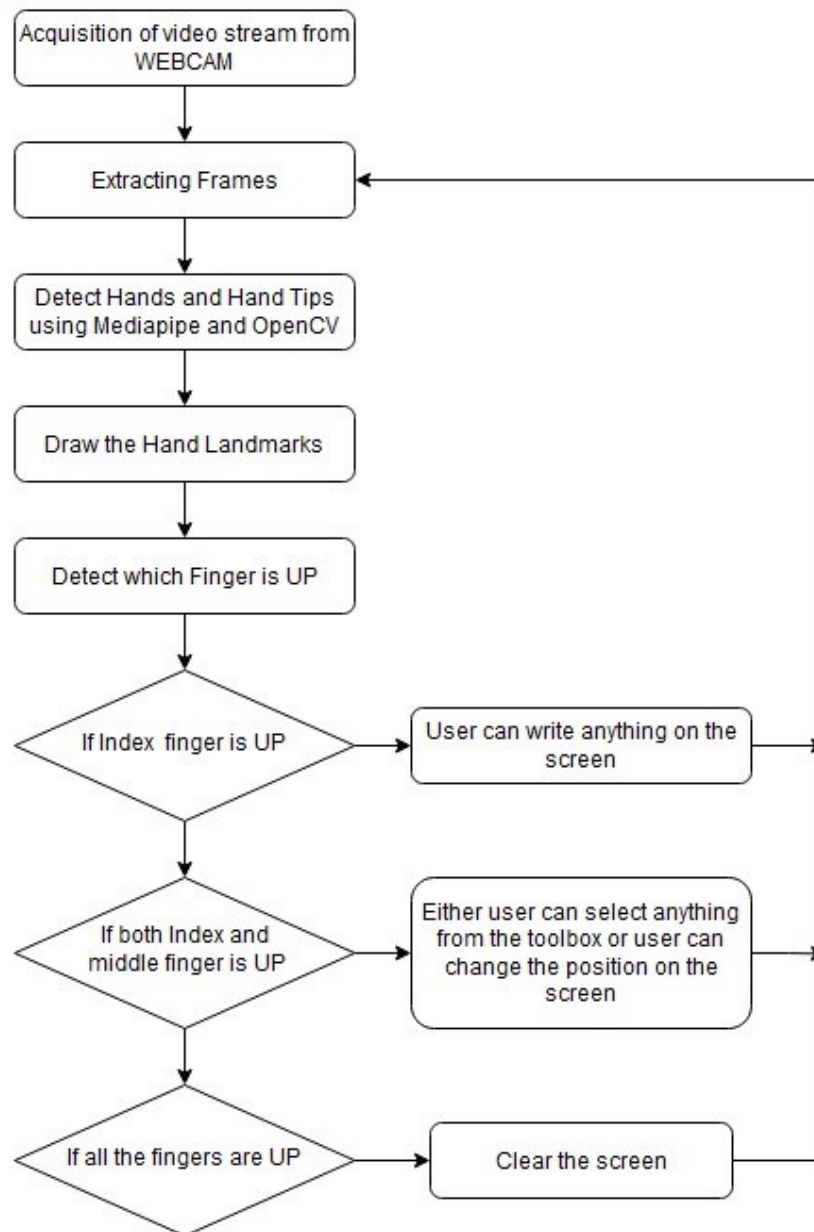 Acquisition of video stream from
WEBCAM
Extracting Frames
Detect Hands and Hand Tips
using Mediapipe and OpenCV
Draw the Hand Landmarks
Detect which Finger is UP
If Index finger is UP
User can write anything on the
screen
If both Index and
middle finger is UP
Either user can select anything
from the toolbox or user can
change the position on the
screen
If all the fingers are UP
Clear the screen